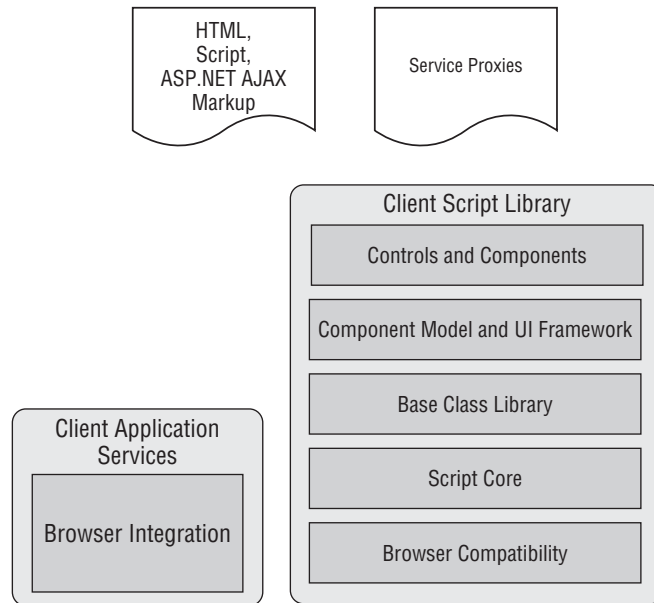 HTML,
Script,
ASP.NET AJAX
Markup
Service Proxies
Client Script Library
Controls and Components
Component Model and UI Framework
Base Class Library
Script Core
Browser Compatibility
Client Application
Services
Browser Integration